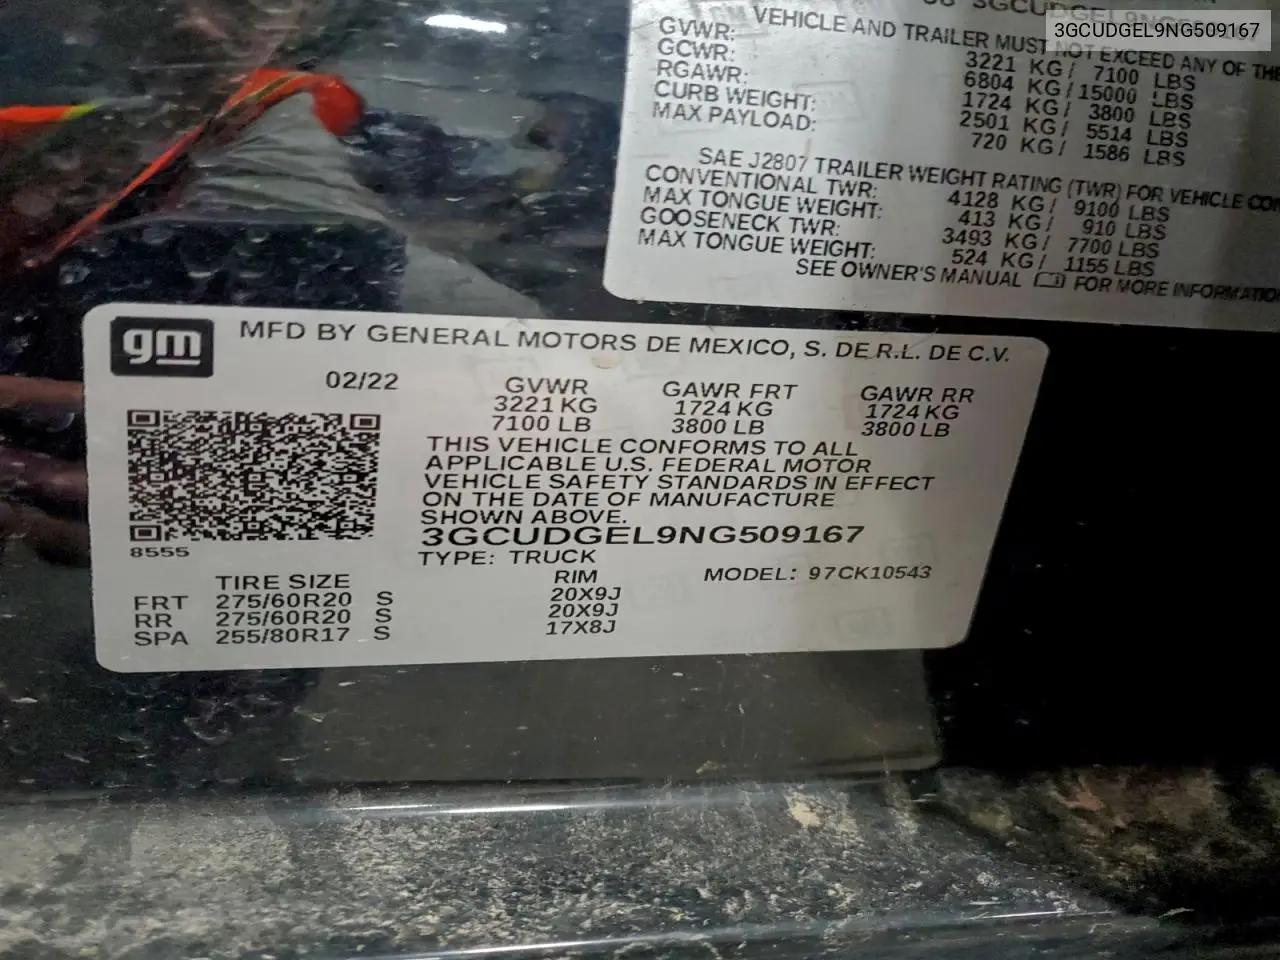 3GCUDGEL9NG509167
VEHICLE AND TRAILER MUST NOT EXCEED ANY OF THE
GVWR: 3221 KG/ 7100 LBS
GCWR: 6804 KG/15000 LBS
RGAWR: 1724 KG/ 3800 LBS
CURB WEIGHT: 2501 KG/ 5514 LBS
MAX PAYLOAD: 720 KG/ 1586 LBS
SAE J2807 TRAILER WEIGHT RATING (TWR) FOR VEHICLE
CONVENTIONAL TWR: 4128 KG/ 9100 LBS
MAX TONGUE WEIGHT: 413 KG/ 910 LBS
GOOSENECK TWR: 3493 KG/ 7700 LBS
MAX TONGUE WEIGHT: 524 KG/ 1155 LBS
SEE OWNER'S MANUAL FOR MORE INFORMATIO
gm
MFD BY GENERAL MOTORS DE MEXICO, S. DE R.L. DE C.V.
02/22 GVWR GAWR FRT GAWR RR
3221 KG 1724 KG 1724 KG
7100 LB 3800 LB 3800 LB
THIS VEHICLE CONFORMS TO ALL
APPLICABLE U.S. FEDERAL MOTOR
VEHICLE SAFETY STANDARDS IN EFFECT
ON THE DATE OF MANUFACTURE
SHOWN ABOVE.
3GCUDGEL9NG509167
8555
TYPE: TRUCK MODEL: 97CK10543
TIRE SIZE RIM
FRT 275/60R20 S 20X9J
RR 275/60R20 S 20X9J
SPA 255/80R17 S 17X8J